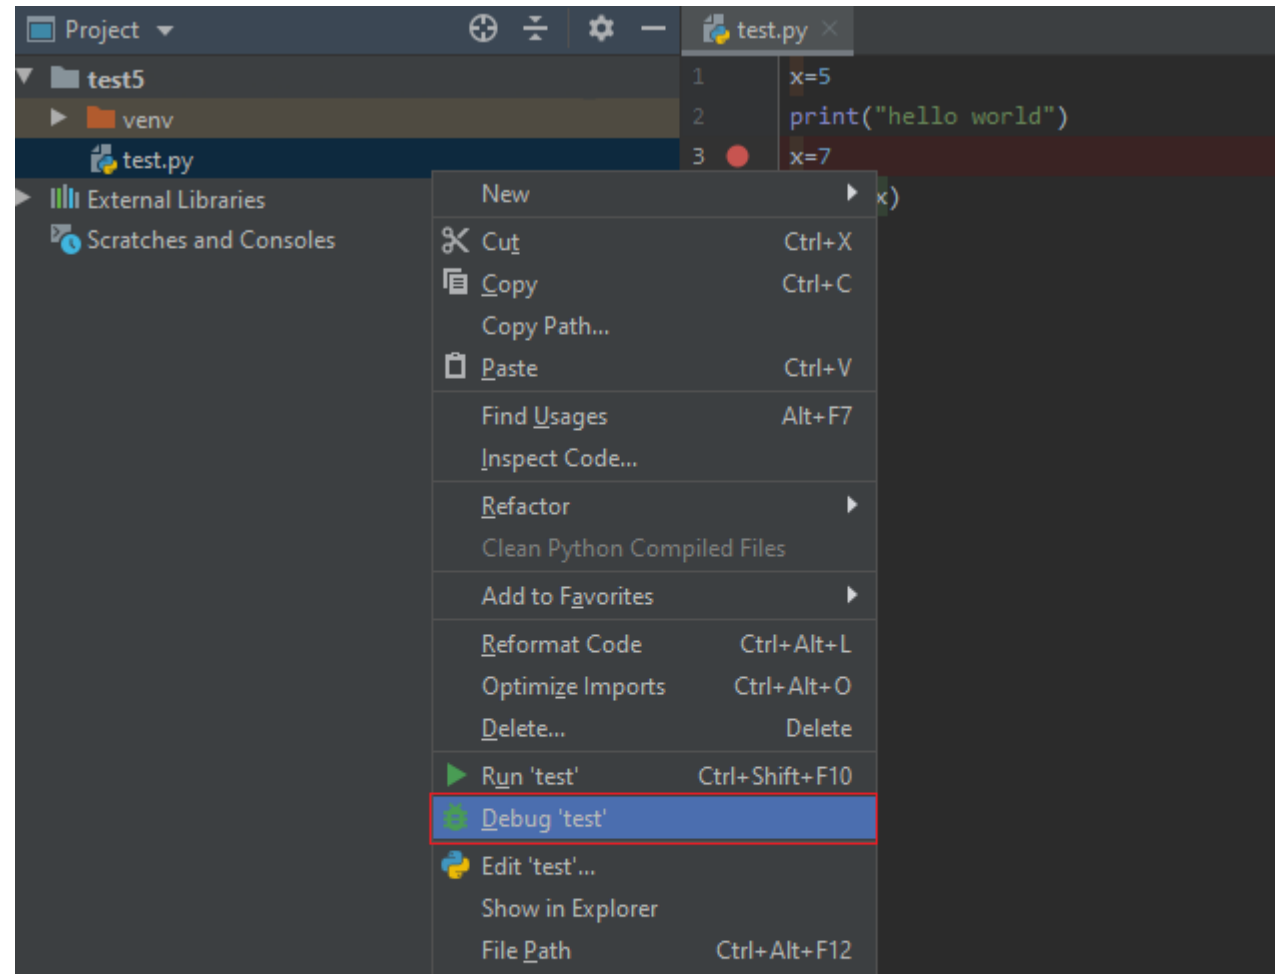 Project
test.py
test5
venv
test.py
External Libraries
Scratches and Consoles
1 x=5
2 print("hello world")
3 x=7
x)
New
Cut Ctrl+X
Copy Ctrl+C
Copy Path...
Paste Ctrl+V
Find Usages Alt+F7
Inspect Code...
Refactor
Clean Python Compiled Files
Add to Favorites
Reformat Code Ctrl+Alt+L
Optimize Imports Ctrl+Alt+O
Delete... Delete
Run 'test' Ctrl+Shift+F10
Debug 'test'
Edit 'test'...
Show in Explorer
File Path Ctrl+Alt+F12